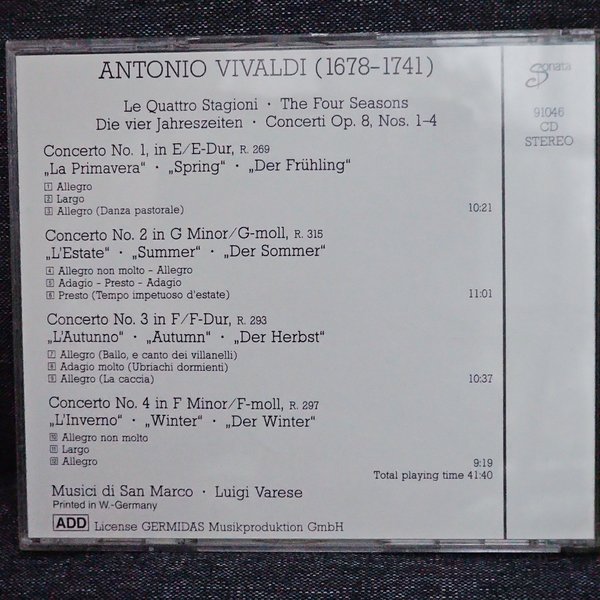 ANTONIO VIVALDI (1678-1741)
Le Quattro Stagioni · The Four Seasons
Die vier Jahreszeiten · Concerti Op. 8, Nos. 1-4
Concerto No. 1, in E/E-Dur, R. 269
„La Primavera“ · „Spring“ · „Der Frühling“
1 Allegro
2 Largo
3 Allegro (Danza pastorale) 10:21
Concerto No. 2 in G Minor/G-moll, R. 315
„L'Estate“ · „Summer“ · „Der Sommer“
4 Allegro non molto - Allegro
5 Adagio - Presto - Adagio
6 Presto (Tempo impetuoso d'estate) 11:01
Concerto No. 3 in F/F-Dur, R. 293
„L'Autunno“ · „Autumn“ · „Der Herbst“
7 Allegro (Ballo, e canto dei villanelli)
8 Adagio molto (Ubriachi dormienti)
9 Allegro (La caccia) 10:37
Concerto No. 4 in F Minor/F-moll, R. 297
„L'Inverno“ · „Winter“ · „Der Winter“
10 Allegro non molto
11 Largo
12 Allegro 9:19
Total playing time 41:40
Musici di San Marco · Luigi Varese
Printed in W.-Germany
ADD License GERMIDAS Musikproduktion GmbH
Sonata
91046
CD
STEREO